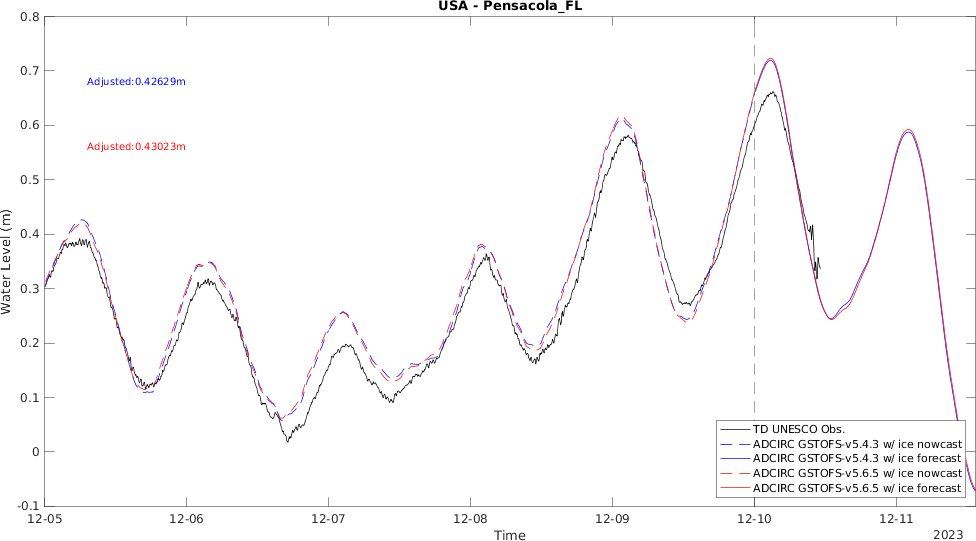 USA - Pensacola_FL
0.8
0.7
0.6
0.5
0.4
0.3
0.2
0.1
0
-0.1
Water Level (m)
Adjusted:0.42629m
Adjusted:0.43023m
TD UNESCO Obs.
ADCIRC GSTOFS-v5.4.3 w/ ice nowcast
ADCIRC GSTOFS-v5.4.3 w/ ice forecast
ADCIRC GSTOFS-v5.6.5 w/ ice nowcast
ADCIRC GSTOFS-v5.6.5 w/ ice forecast
12-05 12-06 12-07 12-08 12-09 12-10 12-11
Time
2023